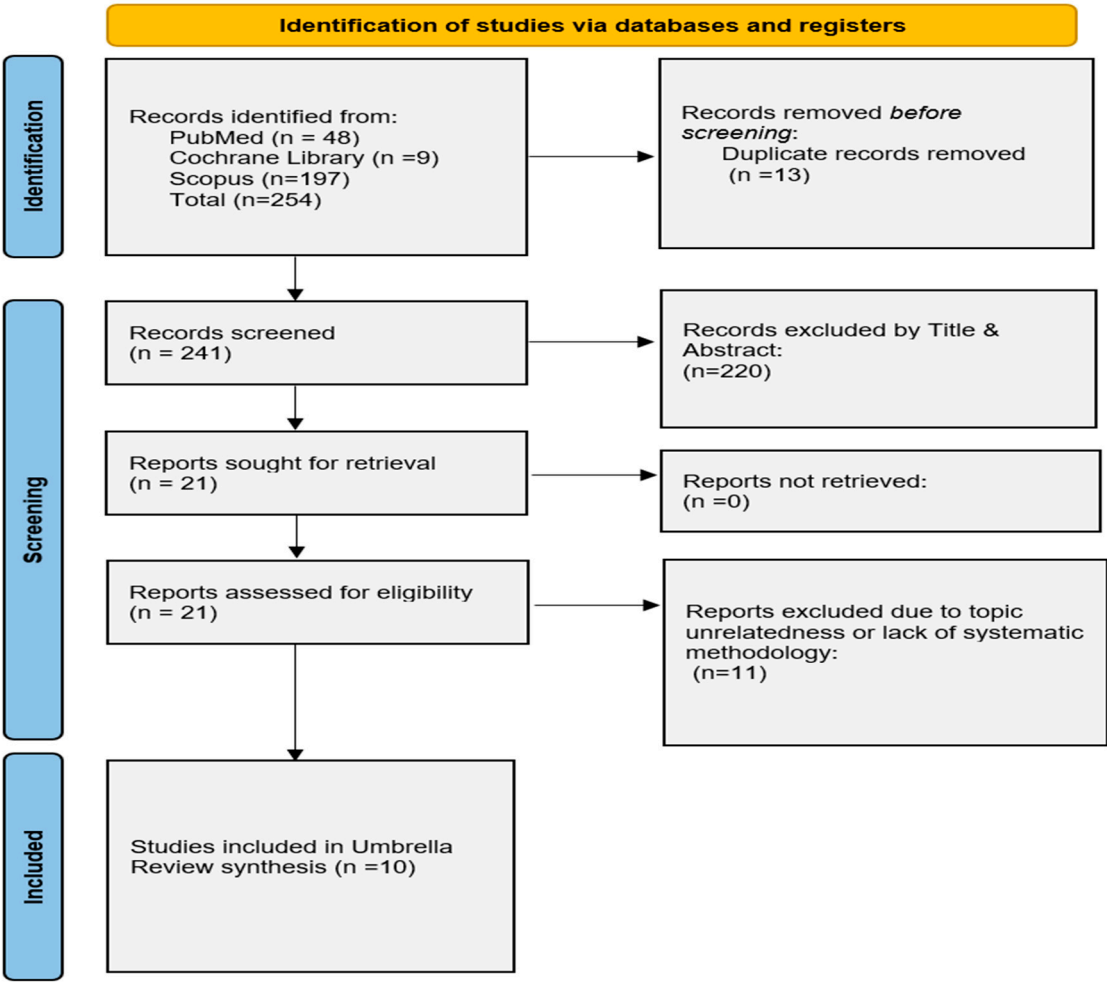 Identification of studies via databases and registers
Identification
Records identified from:
PubMed (n = 48)
Cochrane Library (n =9)
Scopus (n=197)
Total (n=254)
Records removed before
screening:
Duplicate records removed
(n =13)
Screening
Records screened
(n = 241)
Records excluded by Title &
Abstract:
(n=220)
Reports sought for retrieval
(n = 21)
Reports not retrieved:
(n =0)
Reports assessed for eligibility
(n = 21)
Reports excluded due to topic
unrelatedness or lack of systematic
methodology:
(n=11)
Included
Studies included in Umbrella
Review synthesis (n =10)